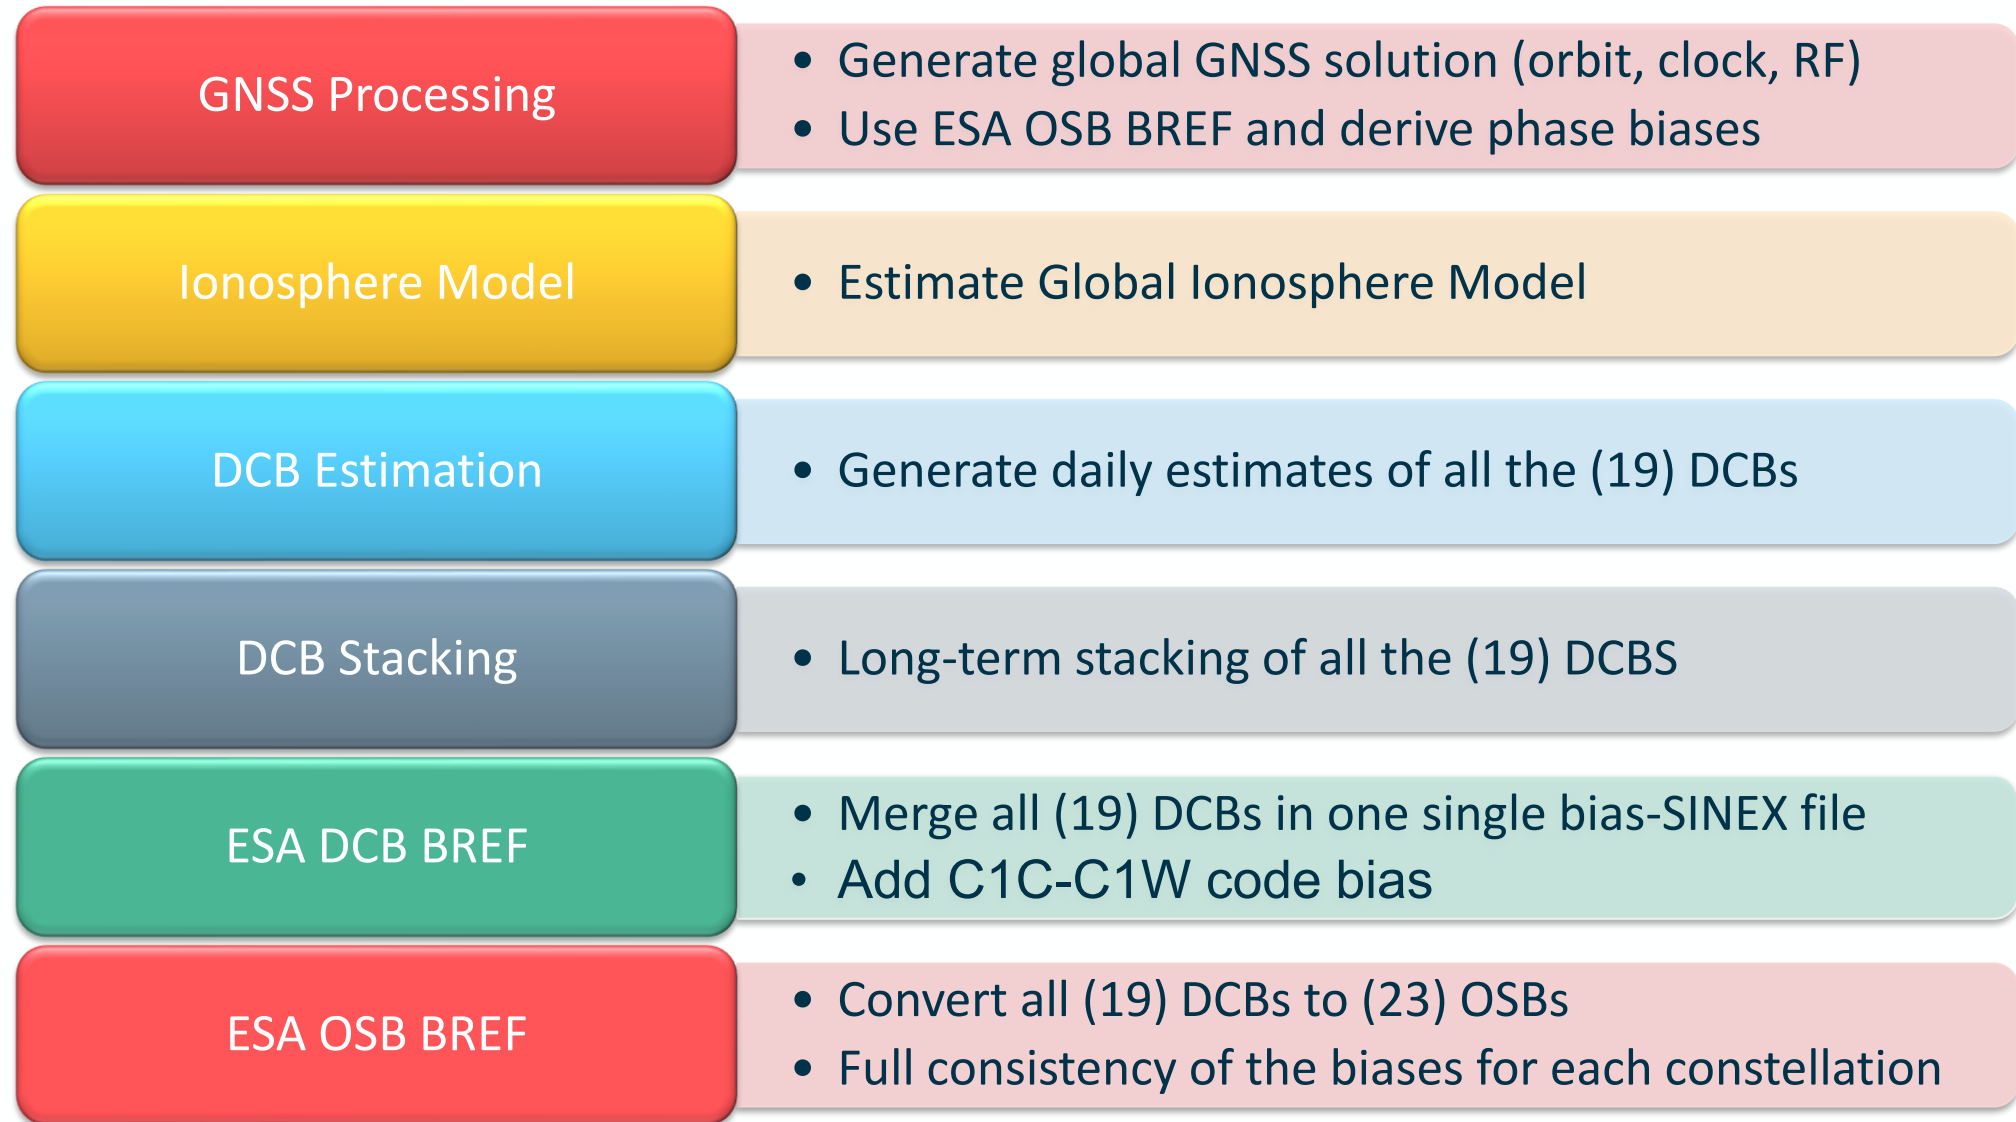 GNSS Processing
• Generate global GNSS solution (orbit, clock, RF)
• Use ESA OSB BREF and derive phase biases
Ionosphere Model
• Estimate Global Ionosphere Model
DCB Estimation
• Generate daily estimates of all the (19) DCBs
DCB Stacking
• Long-term stacking of all the (19) DCBS
ESA DCB BREF
• Merge all (19) DCBs in one single bias-SINEX file
• Add C1C-C1W code bias
ESA OSB BREF
• Convert all (19) DCBs to (23) OSBs
• Full consistency of the biases for each constellation